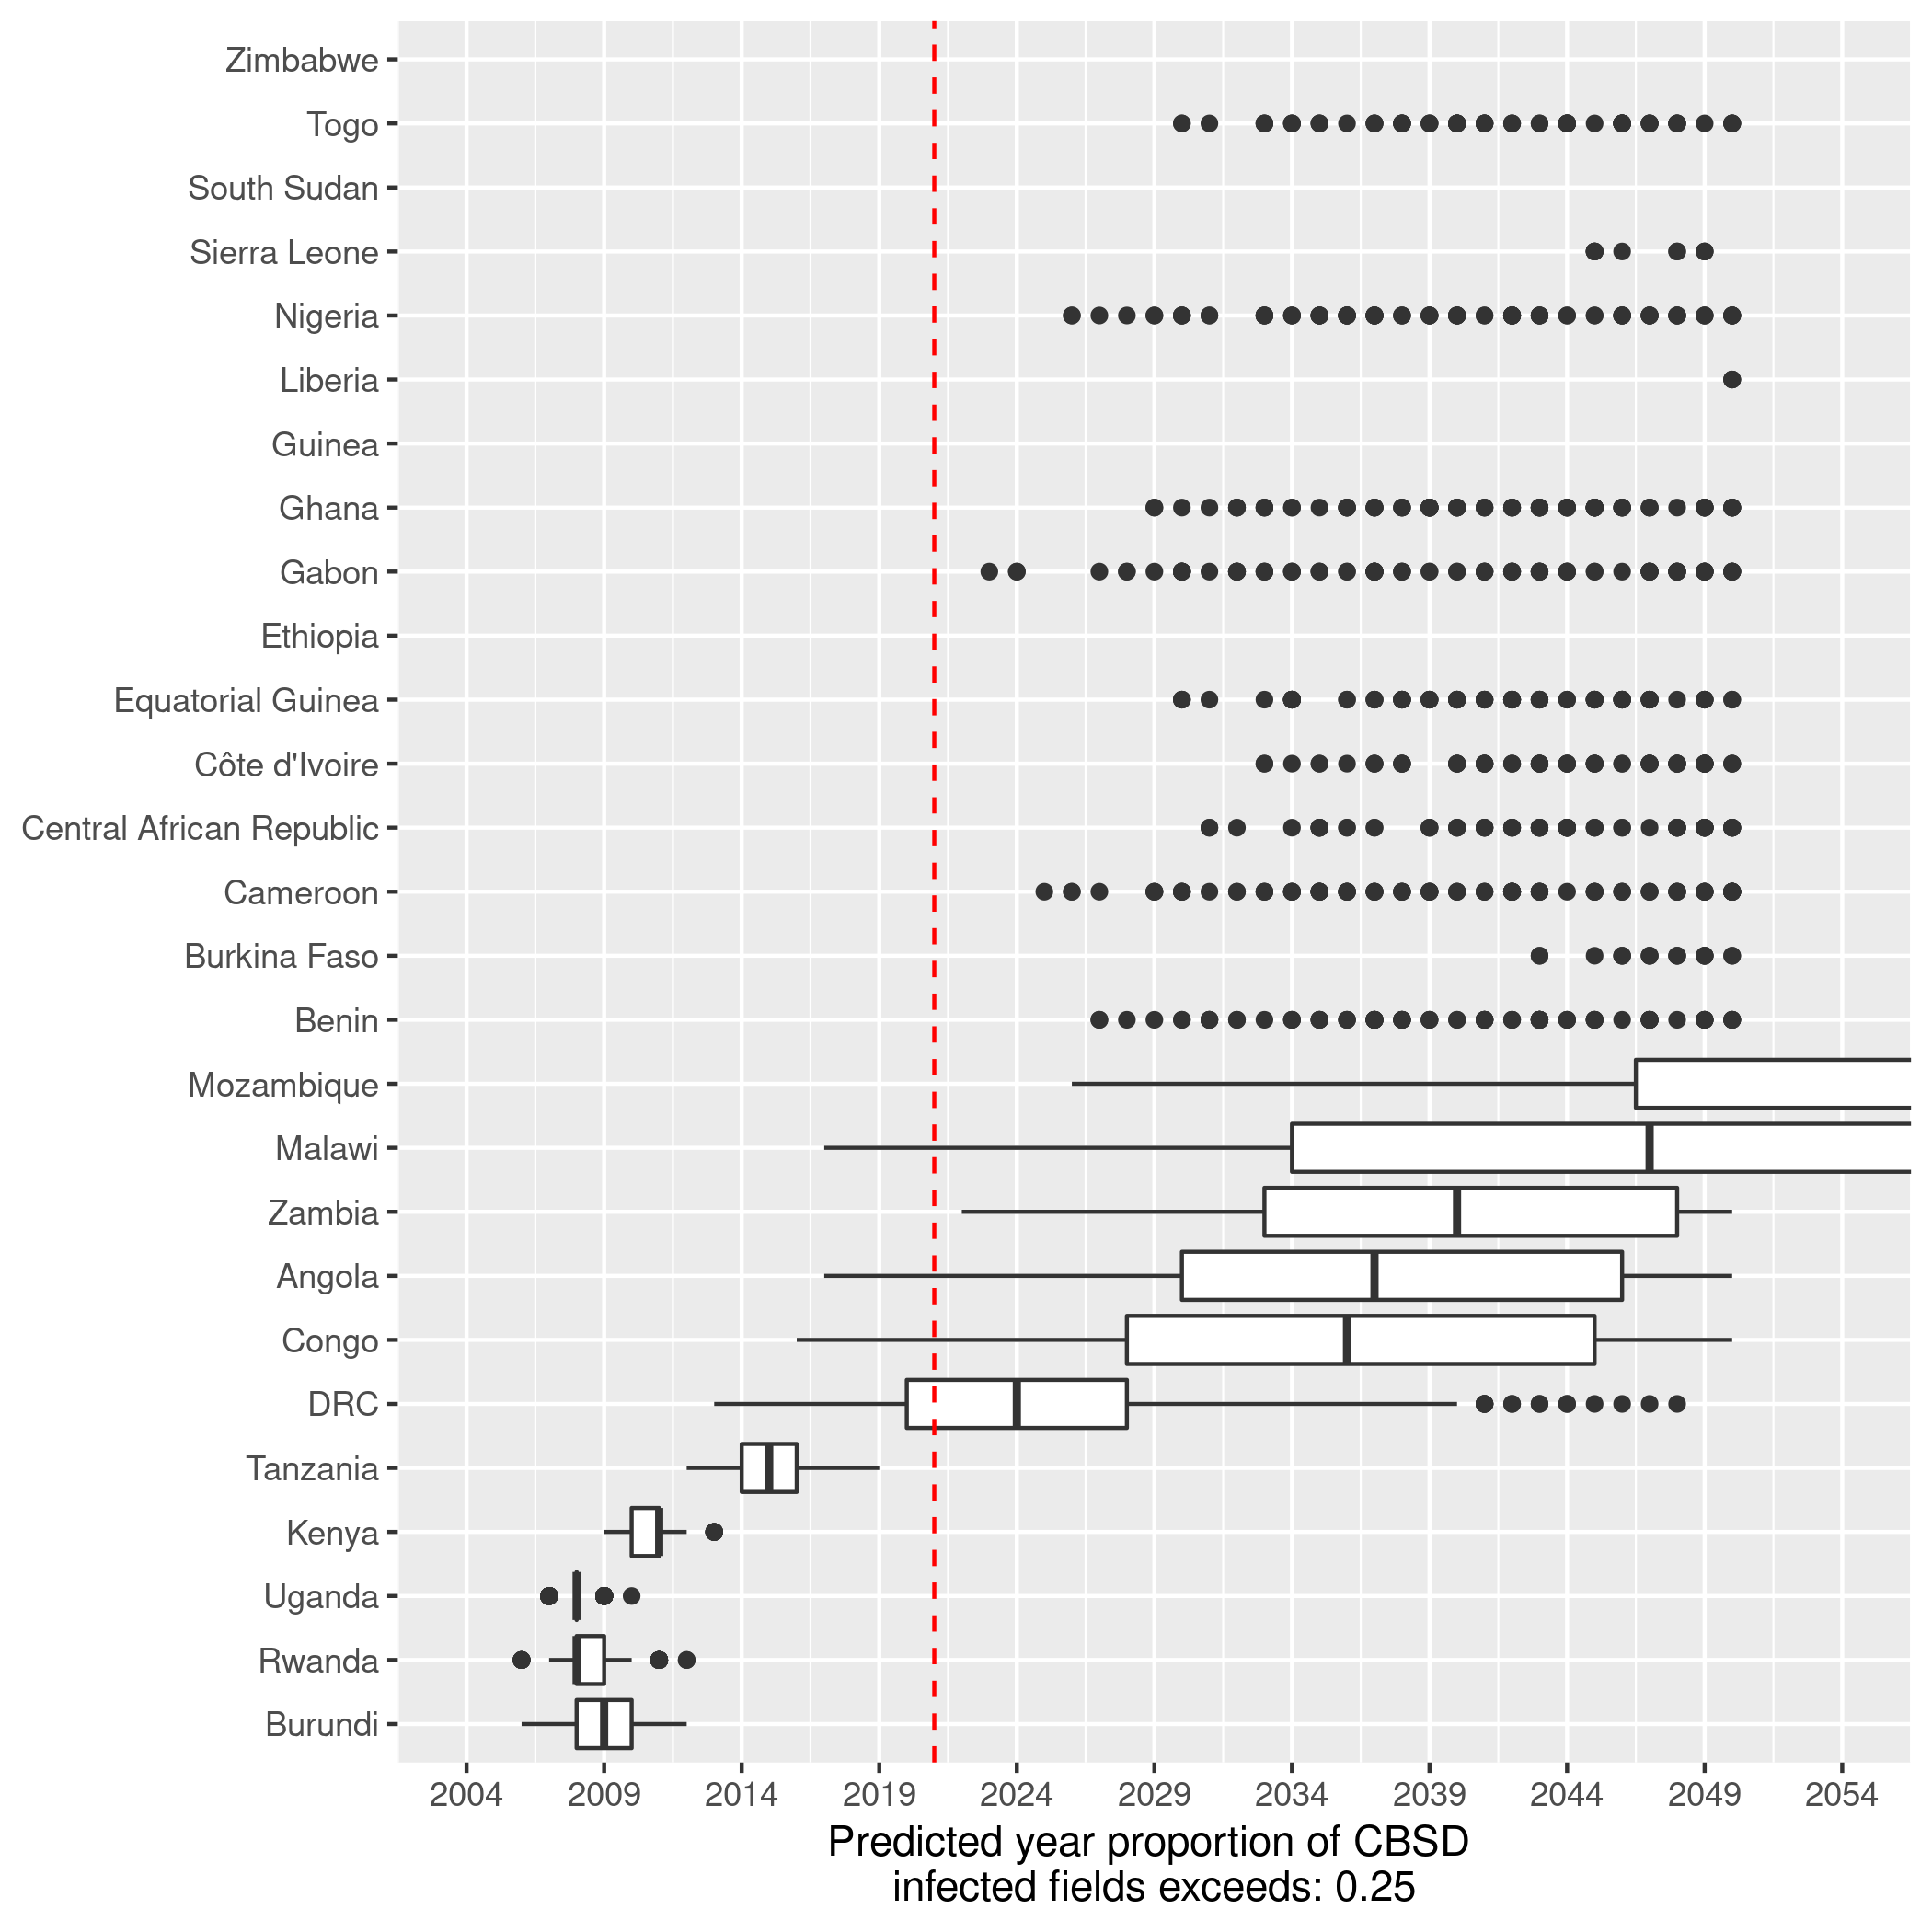 Zimbabwe
Togo
South Sudan
Sierra Leone
Nigeria
Liberia
Guinea
Ghana
Gabon
Ethiopia
Equatorial Guinea
Côte d'Ivoire
Central African Republic
Cameroon
Burkina Faso
Benin
Mozambique
Malawi
Zambia
Angola
Congo
DRC
Tanzania
Kenya
Uganda
Rwanda
Burundi
2004 2009 2014 2019 2024 2029 2034 2039 2044 2049 2054
Predicted year proportion of CBSD
infected fields exceeds: 0.25